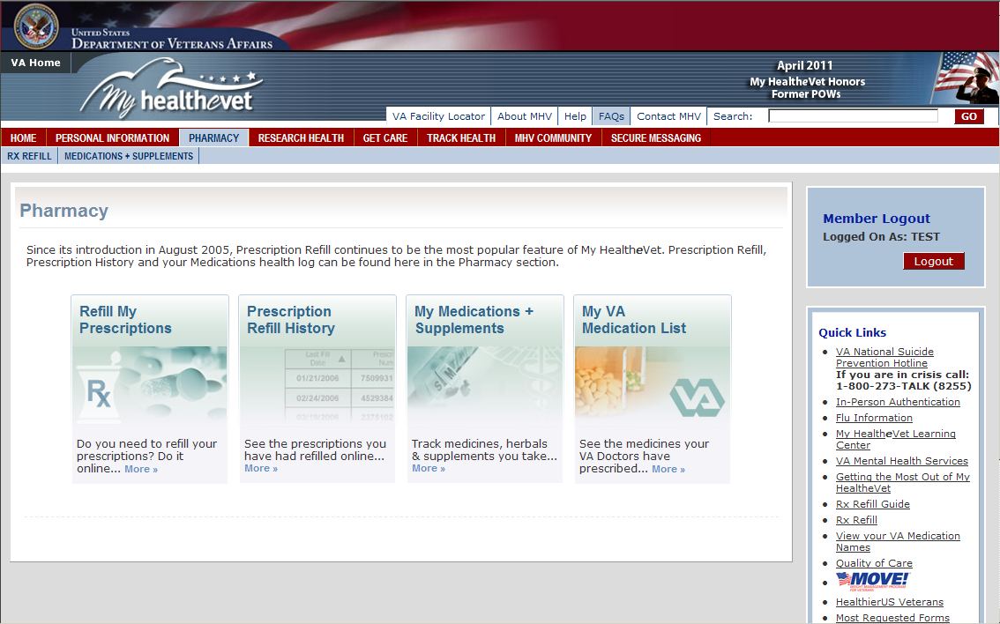 UNITED STATES
DEPARTMENT OF VETERANS AFFAIRS
VA Home
My healthevet
April 2011
My HealtheVet Honors
Former POWs
VA Facility Locator
About MHV
Help
FAQs
Contact MHV
Search:
GO
HOME
PERSONAL INFORMATION
PHARMACY
RESEARCH HEALTH
GET CARE
TRACK HEALTH
MHV COMMUNITY
SECURE MESSAGING
RX REFILL
MEDICATIONS + SUPPLEMENTS
Pharmacy
Since its introduction in August 2005, Prescription Refill continues to be the most popular feature of My HealtheVet. Prescription Refill,
Prescription History and your Medications health log can be found here in the Pharmacy section.
Refill My
Prescriptions
Rx
Do you need to refill your
prescriptions? Do it
online... More »
Prescription
Refill History
Last Fill
Date
Prescr
Num
01/21/2006
7509931
02/24/2006
4529384
02/19/2006
2375102
See the prescriptions you
have had refilled online...
More »
My Medications +
Supplements
Track medicines, herbals
& supplements you take...
More »
My VA
Medication List
VA
See the medicines your
VA Doctors have
prescribed... More »
Member Logout
Logged On As: TEST
Logout
Quick Links
VA National Suicide
Prevention Hotline
If you are in crisis call:
1-800-273-TALK (8255)
In-Person Authentication
Flu Information
My HealtheVet Learning
Center
VA Mental Health Services
Getting the Most Out of My
HealtheVet
Rx Refill Guide
Rx Refill
View your VA Medication
Names
Quality of Care
MOVE!
WEIGHT MANAGEMENT PROGRAM
FOR VETERANS
HealthierUS Veterans
Most Requested Forms